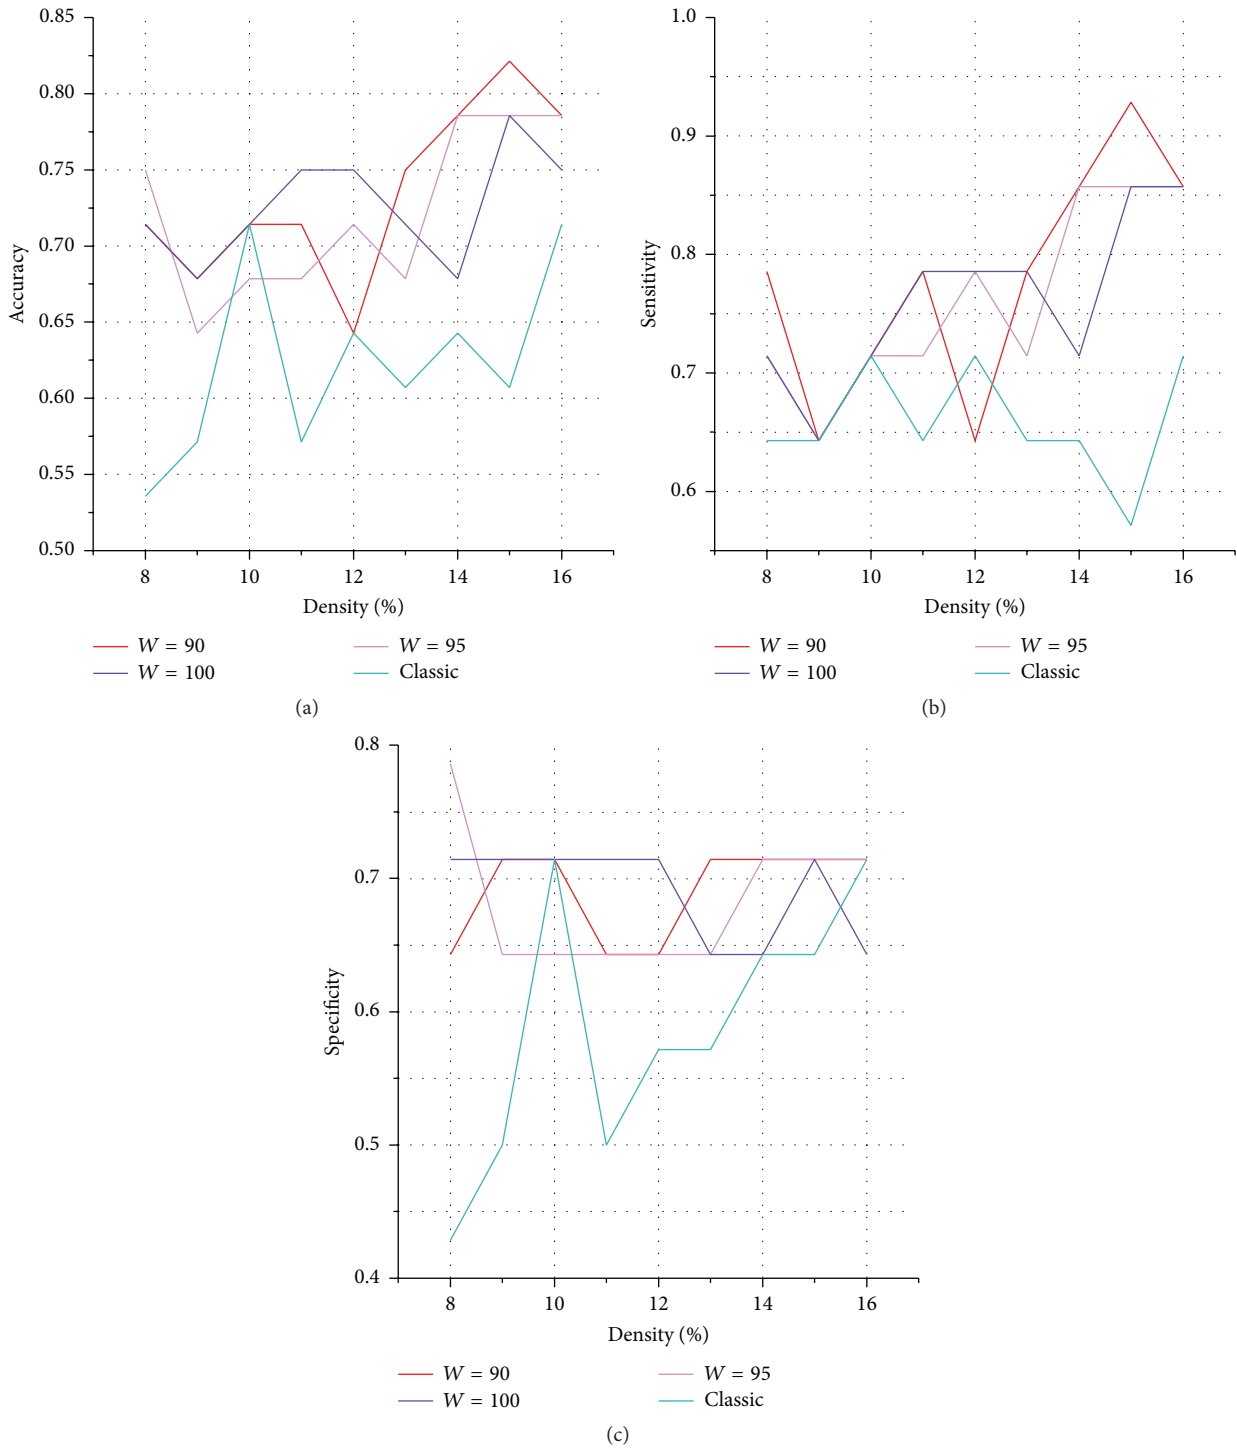 0.85
0.80
0.75
0.70
0.65
0.60
0.55
0.50
Accuracy
8 10 12 14 16
Density (%)
W = 90 W = 95
W = 100 Classic
(a)
1.0
0.9
0.8
0.7
0.6
Sensitivity
8 10 12 14 16
Density (%)
W = 90 W = 95
W = 100 Classic
(b)
0.8
0.7
0.6
0.5
0.4
Specificity
8 10 12 14 16
Density (%)
W = 90 W = 95
W = 100 Classic
(c)